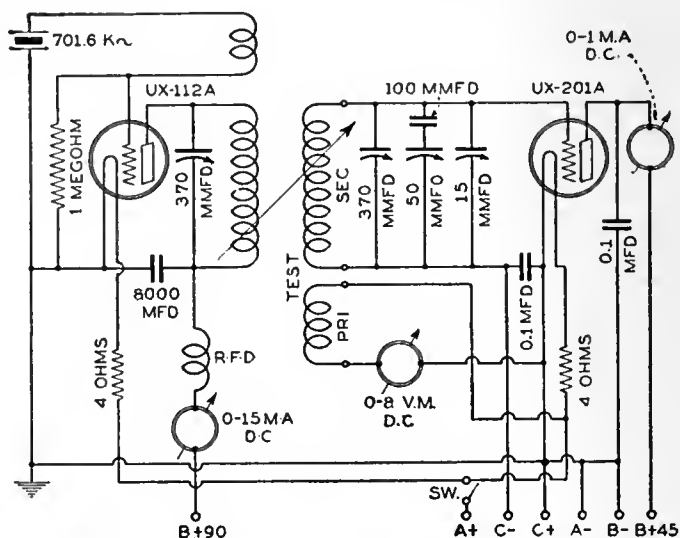 701.6 K~
UX-112A
1 MEGOHM
370
MMFD
8000
MFD
4 OHMS
R.F.D
0-15 M.A
D.C
B+90
TEST
SEC
PRI
100 MMFD
370
MMFD
50
MMFD
15
MMFD
UX-201A
0-1 M.A
D.C.
0.1
MFD
0.1 MFD
4 OHMS
0-8 V.M.
D.C.
SW.
A+
C-
C+
A-
B-
B+45